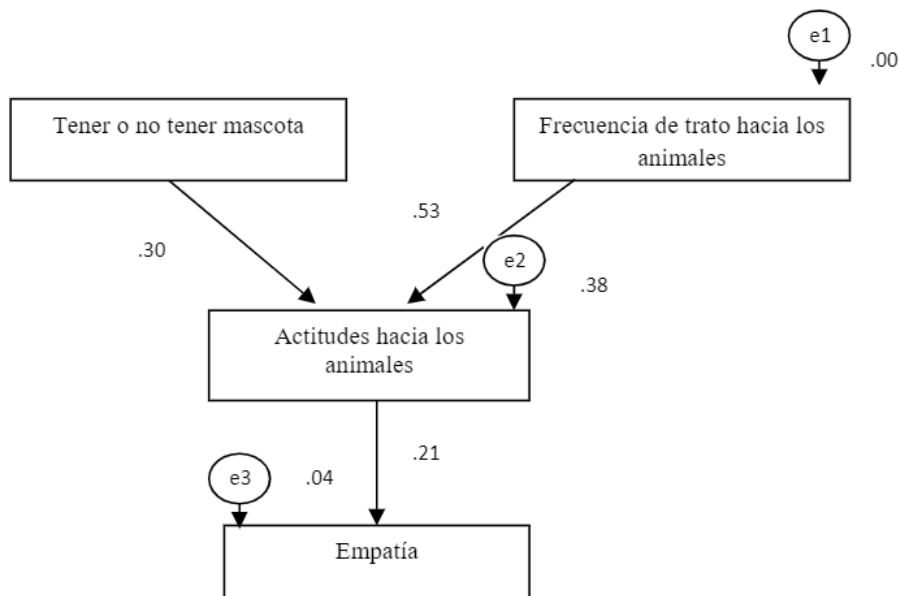 e1
.00
Tener o no tener mascota
Frecuencia de trato hacia los
animales
.53
.30
e2
.38
Actitudes hacia los
animales
.21
e3
.04
Empatía